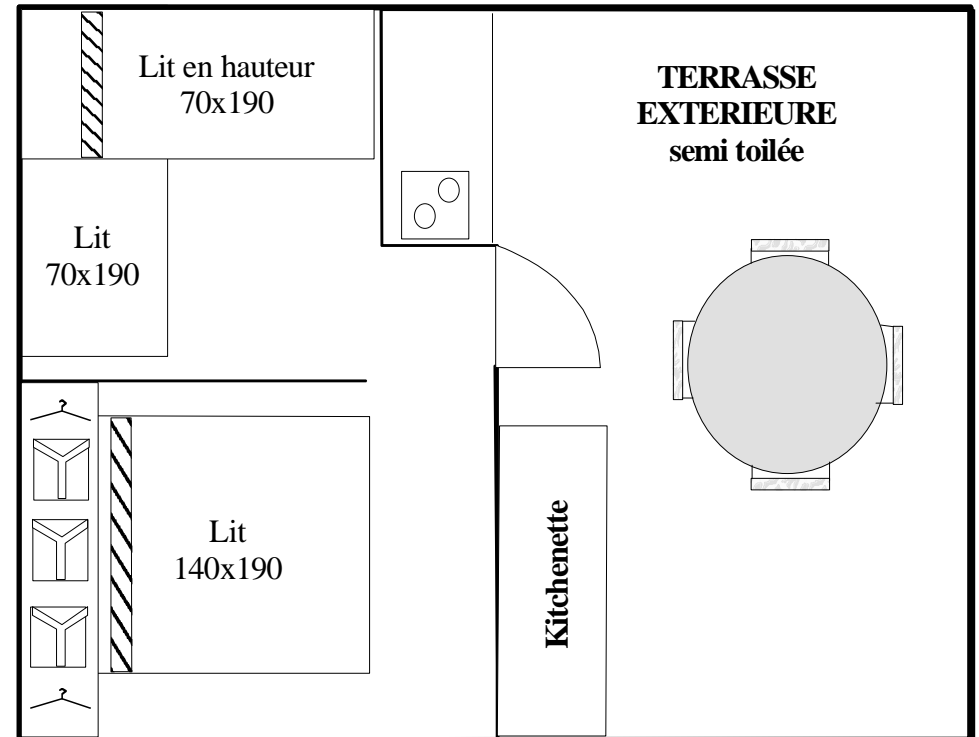 Lit en hauteur
70x190
TERRASSE
EXTERIEURE
semi toilée
Lit
70x190
Lit
140x190
Kitchenette